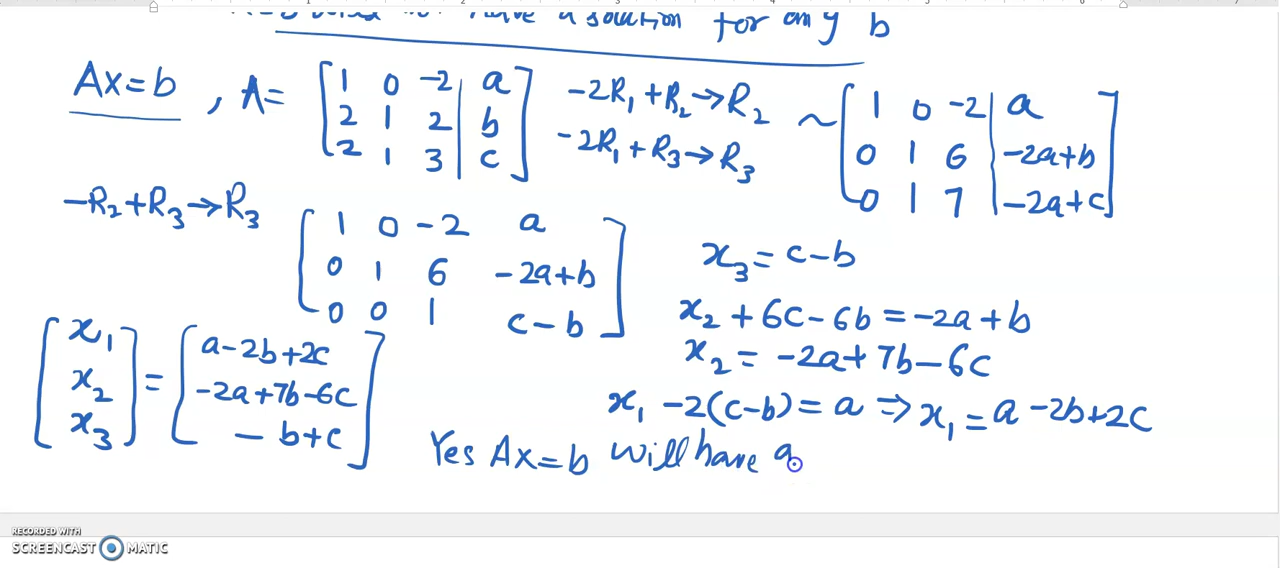 have a solution for any b
Ax=b , A= [1 0 -2 | a] -2R₁+R₂→R₂ ~ [1 0 -2 | a]
[2 1 2 | b] -2R₁+R₃→R₃ [0 1 6 | -2a+b]
[2 1 3 | c] [0 1 7 | -2a+c]
-R₂+R₃→R₃ [1 0 -2 a]
[0 1 6 -2a+b]
[0 0 1 c-b]
x₃ = c-b
x₂ + 6c-6b = -2a+b
x₂ = -2a+7b-6c
x₁ -2(c-b) = a ⇒ x₁ = a-2b+2c
[x₁] = [a-2b+2c]
[x₂] [-2a+7b-6c]
[x₃] [-b+c]
Yes Ax=b will have a
RECORDED WITH
SCREENCAST MATIC